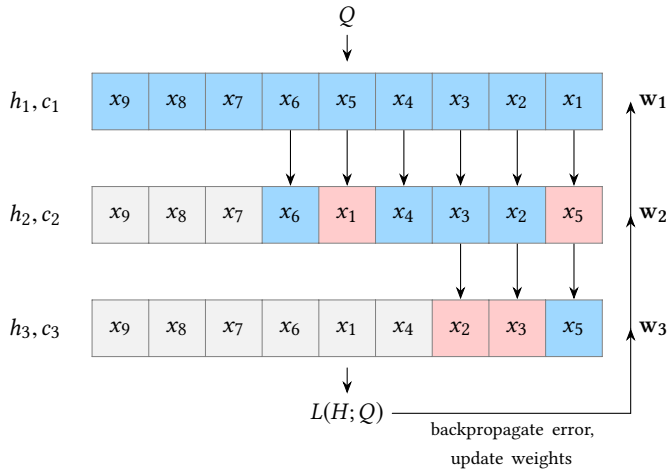 Q
h₁, c₁ x₉ x₈ x₇ x₆ x₅ x₄ x₃ x₂ x₁ w₁
h₂, c₂ x₉ x₈ x₇ x₆ x₁ x₄ x₃ x₂ x₅ w₂
h₃, c₃ x₉ x₈ x₇ x₆ x₁ x₄ x₂ x₃ x₅ w₃
L(H; Q)
backpropagate error,
update weights